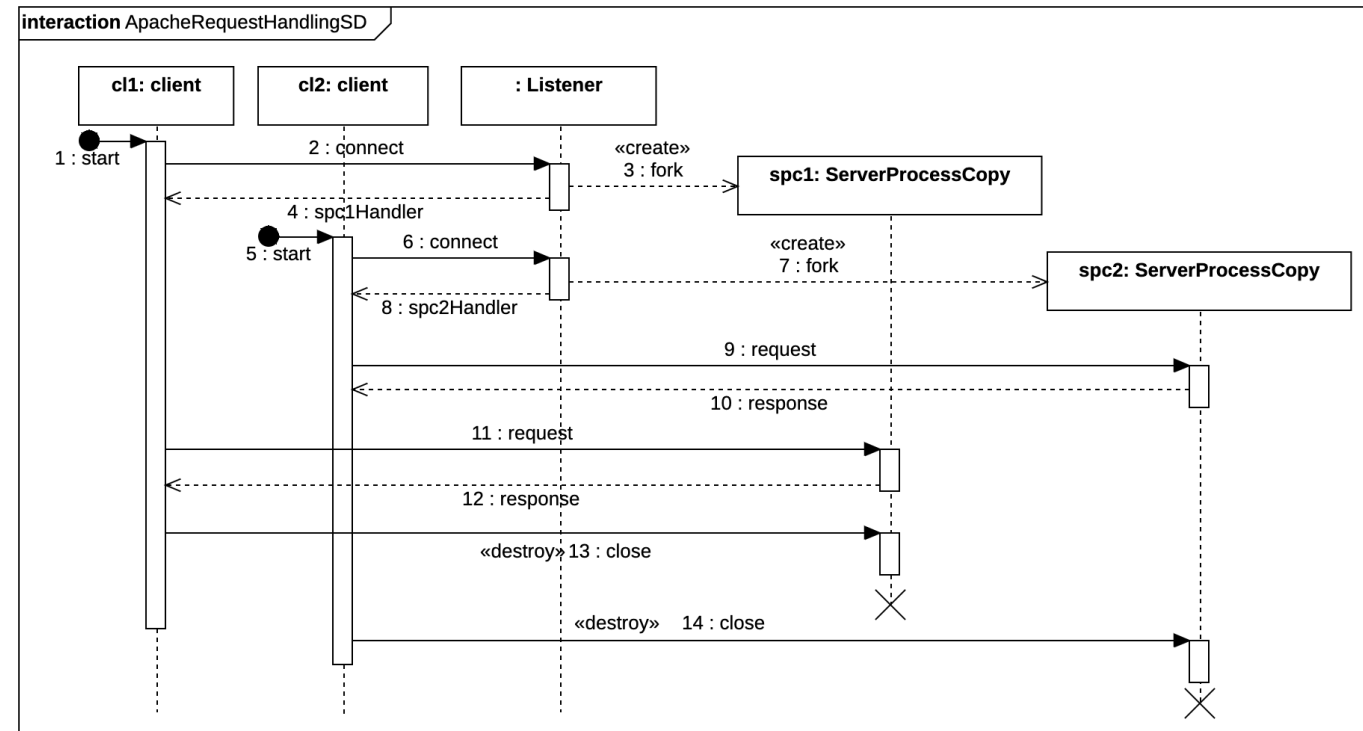 interaction ApacheRequestHandlingSD
cl1: client
cl2: client
: Listener
1 : start
2 : connect
«create»
3 : fork
spc1: ServerProcessCopy
4 : spc1Handler
5 : start
6 : connect
«create»
7 : fork
spc2: ServerProcessCopy
8 : spc2Handler
9 : request
10 : response
11 : request
12 : response
«destroy» 13 : close
«destroy» 14 : close